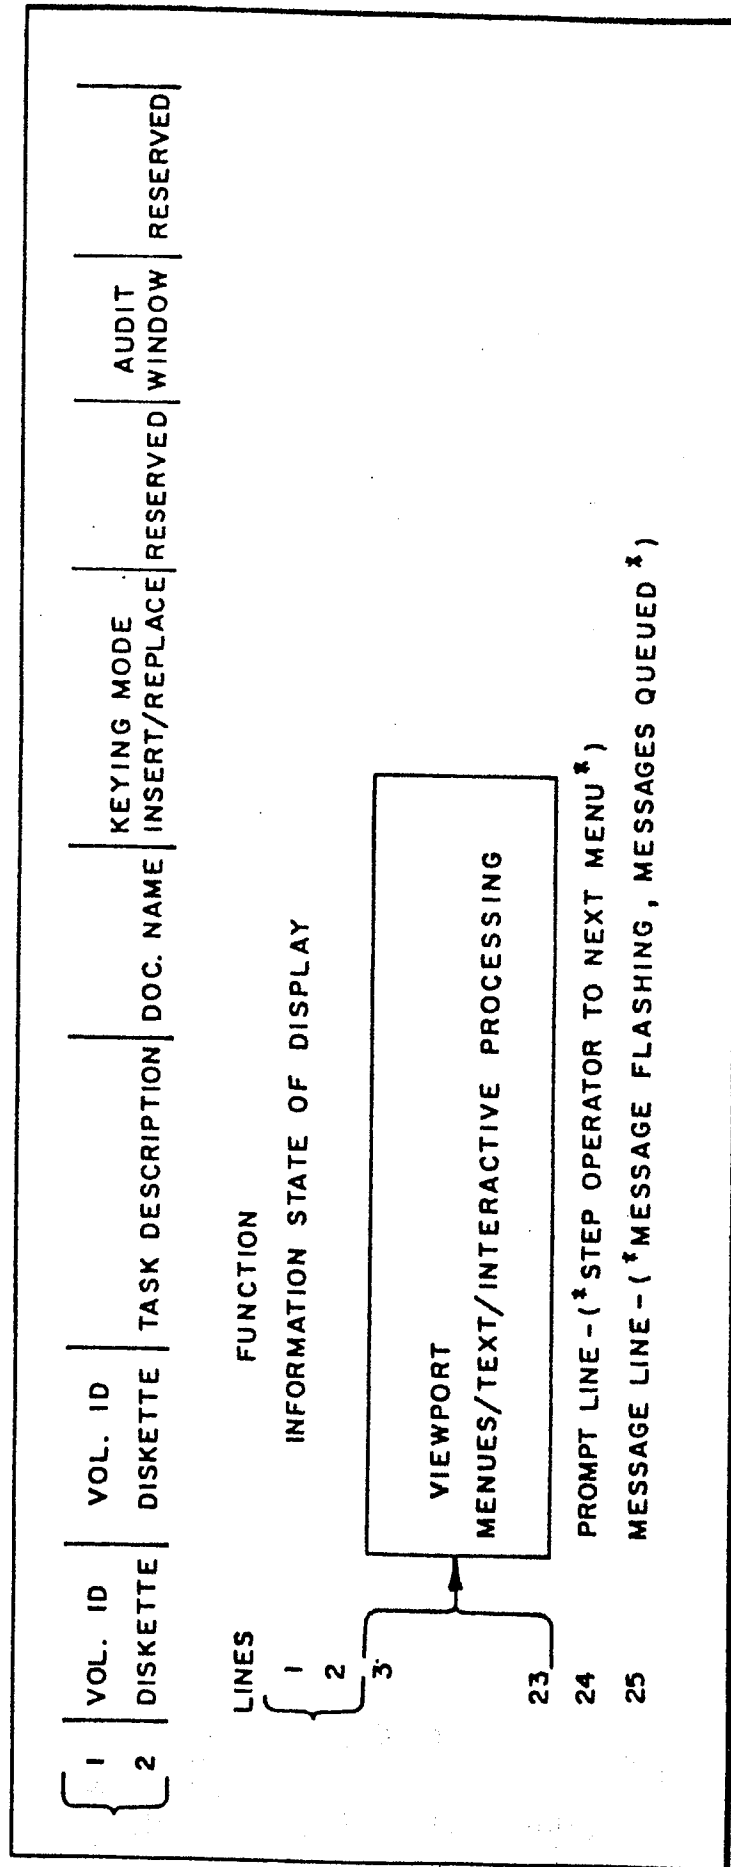 1 VOL. ID VOL. ID KEYING MODE AUDIT
2 DISKETTE DISKETTE TASK DESCRIPTION DOC. NAME INSERT/REPLACE RESERVED WINDOW RESERVED
LINES FUNCTION
1 INFORMATION STATE OF DISPLAY
2
3
VIEWPORT
MENUES/TEXT/INTERACTIVE PROCESSING
23
24 PROMPT LINE-(*STEP OPERATOR TO NEXT MENU*)
25 MESSAGE LINE-(*MESSAGE FLASHING, MESSAGES QUEUED*)